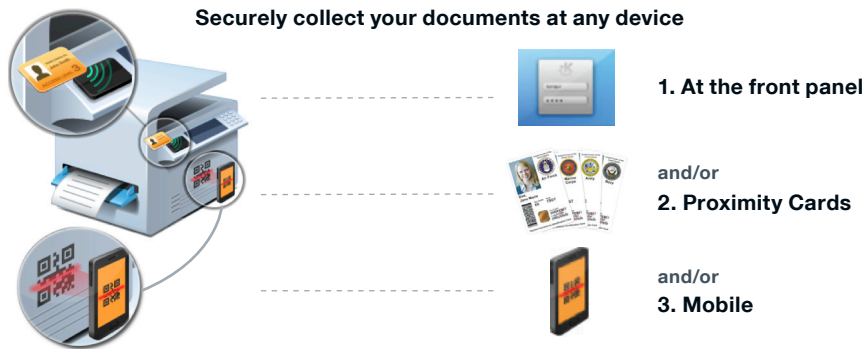 Securely collect your documents at any device
1. At the front panel
and/or
2. Proximity Cards
and/or
3. Mobile